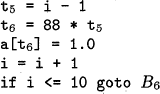 t5 = i - 1
t6 = 88 * t5
a[t6] = 1.0
i = i + 1
if i <= 10 goto B6